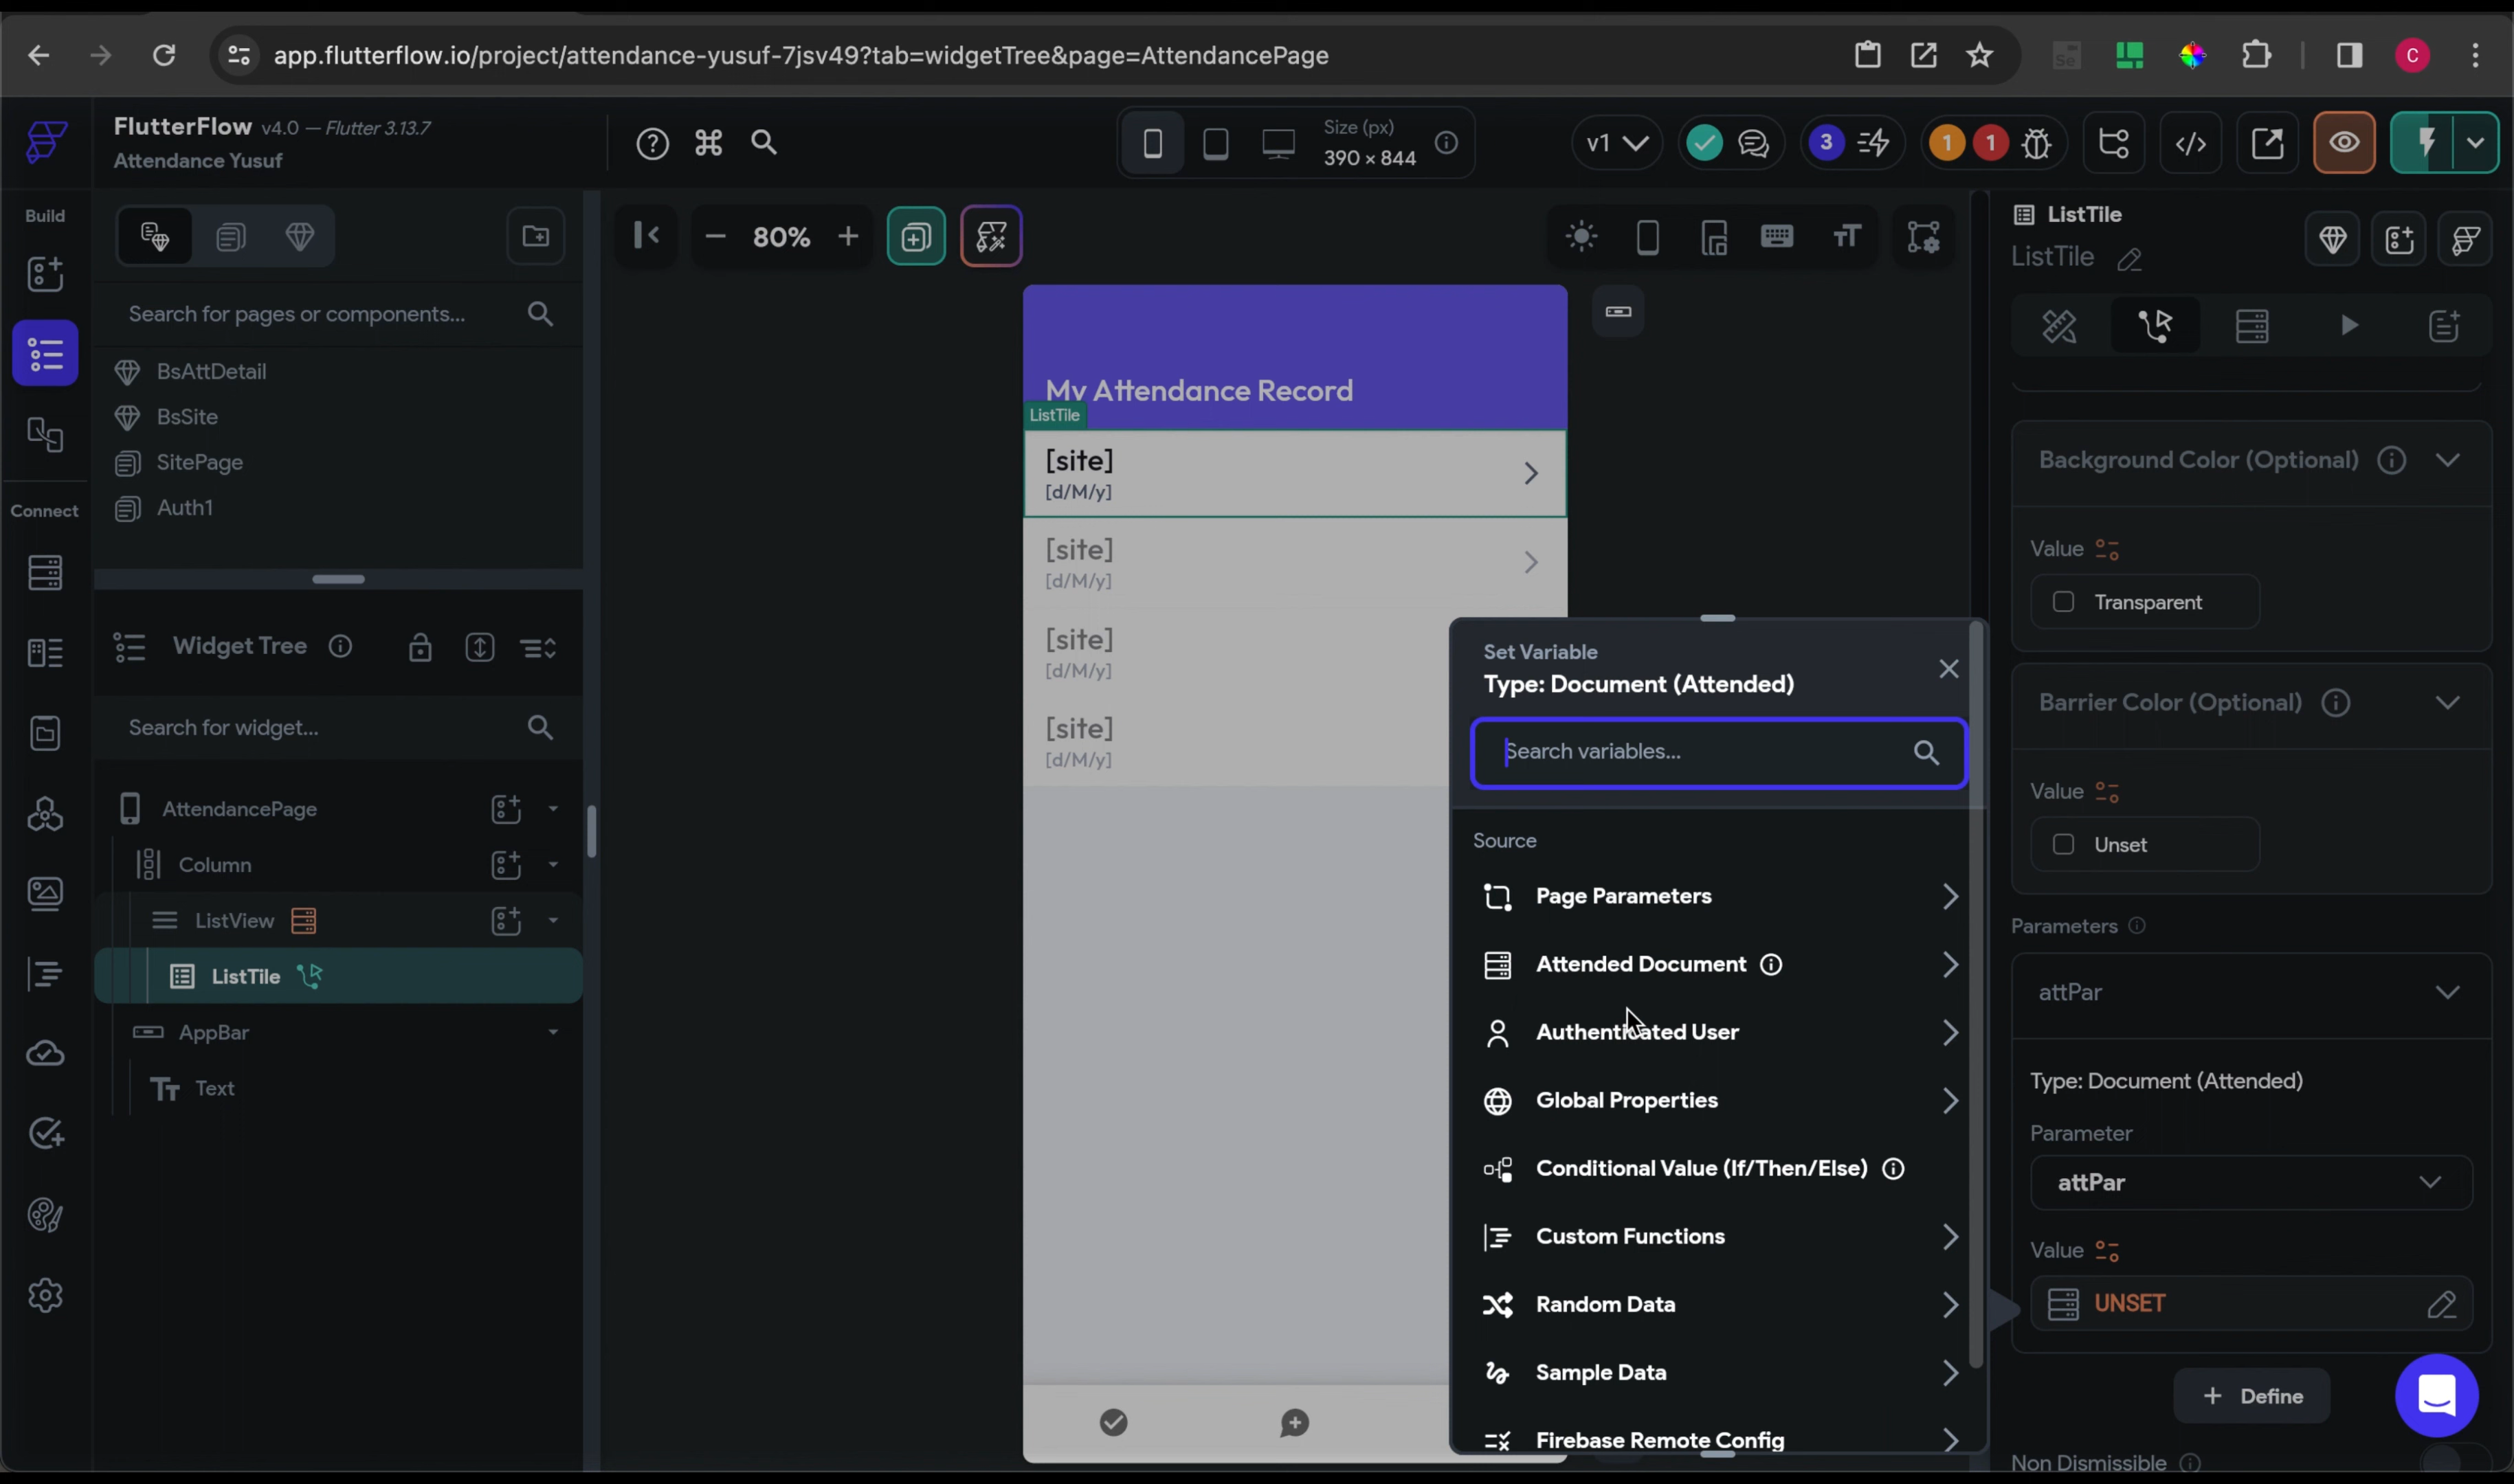 app.flutterflow.io/project/attendance-yusuf-7jsv49?tab=widgetTree&page=AttendancePage
Se
C
FlutterFlow v4.0 — Flutter 3.13.7
Attendance Yusuf
Size (px)
390 × 844
v1
3
1
1
Build
80%
ListTile
ListTile
Search for pages or components...
BsAttDetail
BsSite
SitePage
Auth1
Connect
My Attendance Record
ListTile
[site]
[d/M/y]
[site]
[d/M/y]
[site]
[d/M/y]
[site]
[d/M/y]
Widget Tree
Search for widget...
AttendancePage
Column
ListView
ListTile
AppBar
Text
Set Variable
Type: Document (Attended)
Search variables...
Source
Page Parameters
Attended Document
Authenticated User
Global Properties
Conditional Value (If/Then/Else)
Custom Functions
Random Data
Sample Data
Firebase Remote Config
Background Color (Optional)
Value
Transparent
Barrier Color (Optional)
Value
Unset
Parameters
attPar
Type: Document (Attended)
Parameter
attPar
Value
UNSET
+ Define
Non Dismissible